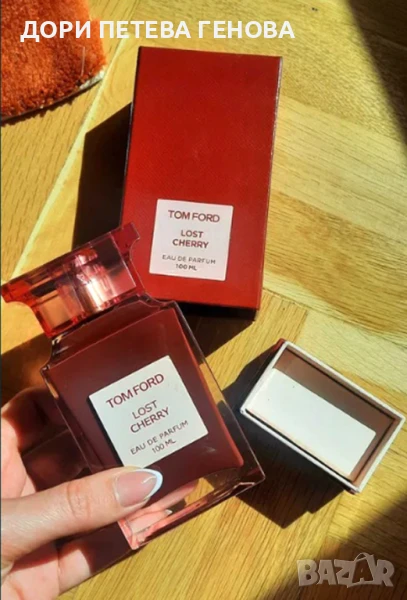 ДОРИ ПЕТЕВА ГЕНОВА
TOM FORD
LOST
CHERRY
EAU DE PARFUM
100 ML
TOM FORD
LOST
CHERRY
EAU DE PARFUM
100 ML
BAZAR